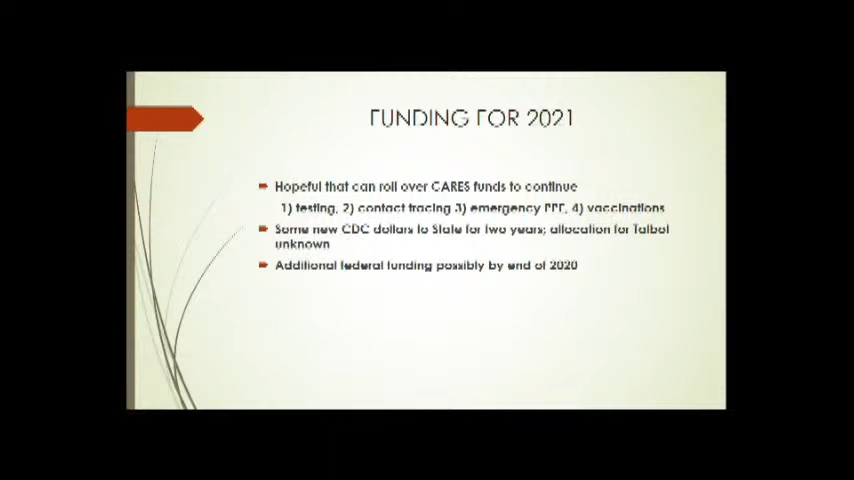 FUNDING FOR 2021
Hopeful that can roll over CARES funds to continue
1) testing, 2) contact tracing 3) emergency PPE, 4) vaccinations
Some new CDC dollars to State for two years; allocation for Talbot
unknown
Additional federal funding possibly by end of 2020